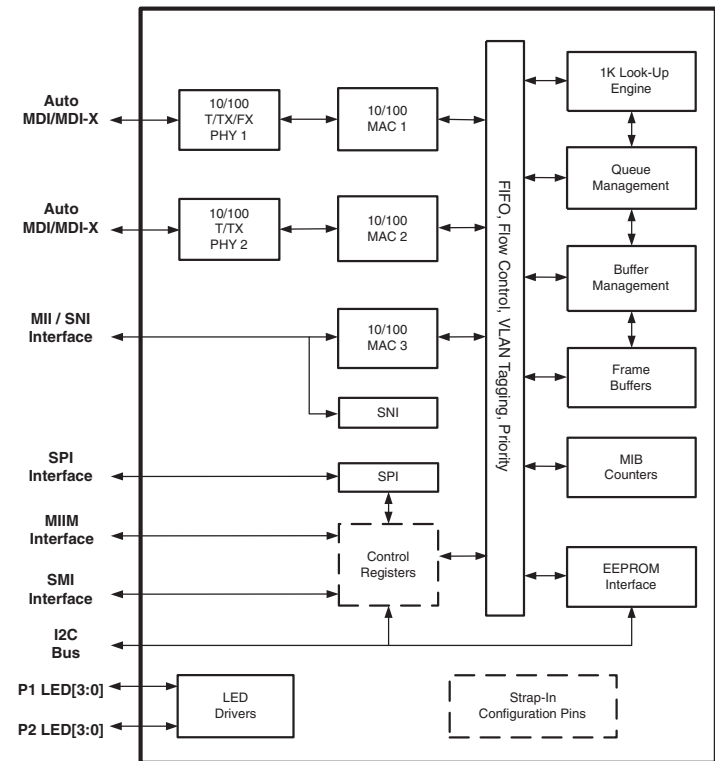 Auto
MDI/MDI-X
10/100
T/TX/FX
PHY 1
10/100
MAC 1
1K Look-Up
Engine
Auto
MDI/MDI-X
10/100
T/TX
PHY 2
10/100
MAC 2
Queue
Management
FIFO, Flow Control, VLAN Tagging, Priority
Buffer
Management
MII / SNI
Interface
10/100
MAC 3
Frame
Buffers
SNI
SPI
Interface
SPI
MIB
Counters
MIIM
Interface
Control
Registers
EEPROM
Interface
SMI
Interface
I2C
Bus
P1 LED[3:0]
LED
Drivers
Strap-In
Configuration Pins
P2 LED[3:0]